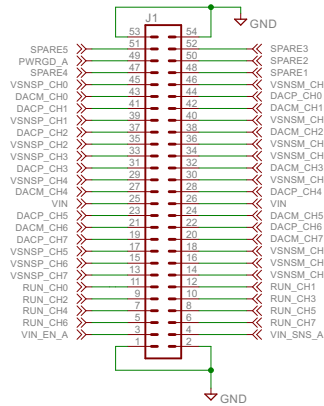 J1
GND
53 54
SPARE5 51 52 SPARE3
PWRGD_A 49 50 SPARE2
SPARE4 47 48 SPARE1
VSNSP_CH0 45 46 VSNSM_CH
DACM_CH0 43 44 DACP_CH0
DACP_CH1 41 42 DACM_CH1
VSNSP_CH1 39 40 VSNSM_CH
DACP_CH2 37 38 DACM_CH2
VSNSP_CH2 35 36 VSNSM_CH
VSNSP_CH3 33 34 VSNSM_CH
DACP_CH3 31 32 DACM_CH3
VSNSP_CH4 29 30 VSNSM_CH
DACM_CH4 27 28 DACP_CH4
VIN 25 26 VIN
DACP_CH5 23 24 DACM_CH5
DACM_CH6 21 22 DACP_CH6
DACP_CH7 19 20 DACM_CH7
VSNSP_CH5 17 18 VSNSM_CH
VSNSP_CH6 15 16 VSNSM_CH
VSNSP_CH7 13 14 VSNSM_CH
RUN_CH0 11 12 RUN_CH1
RUN_CH2 9 10 RUN_CH3
RUN_CH4 7 8 RUN_CH5
RUN_CH6 5 6 RUN_CH7
VIN_EN_A 3 4 VIN_SNS_A
1 2
GND